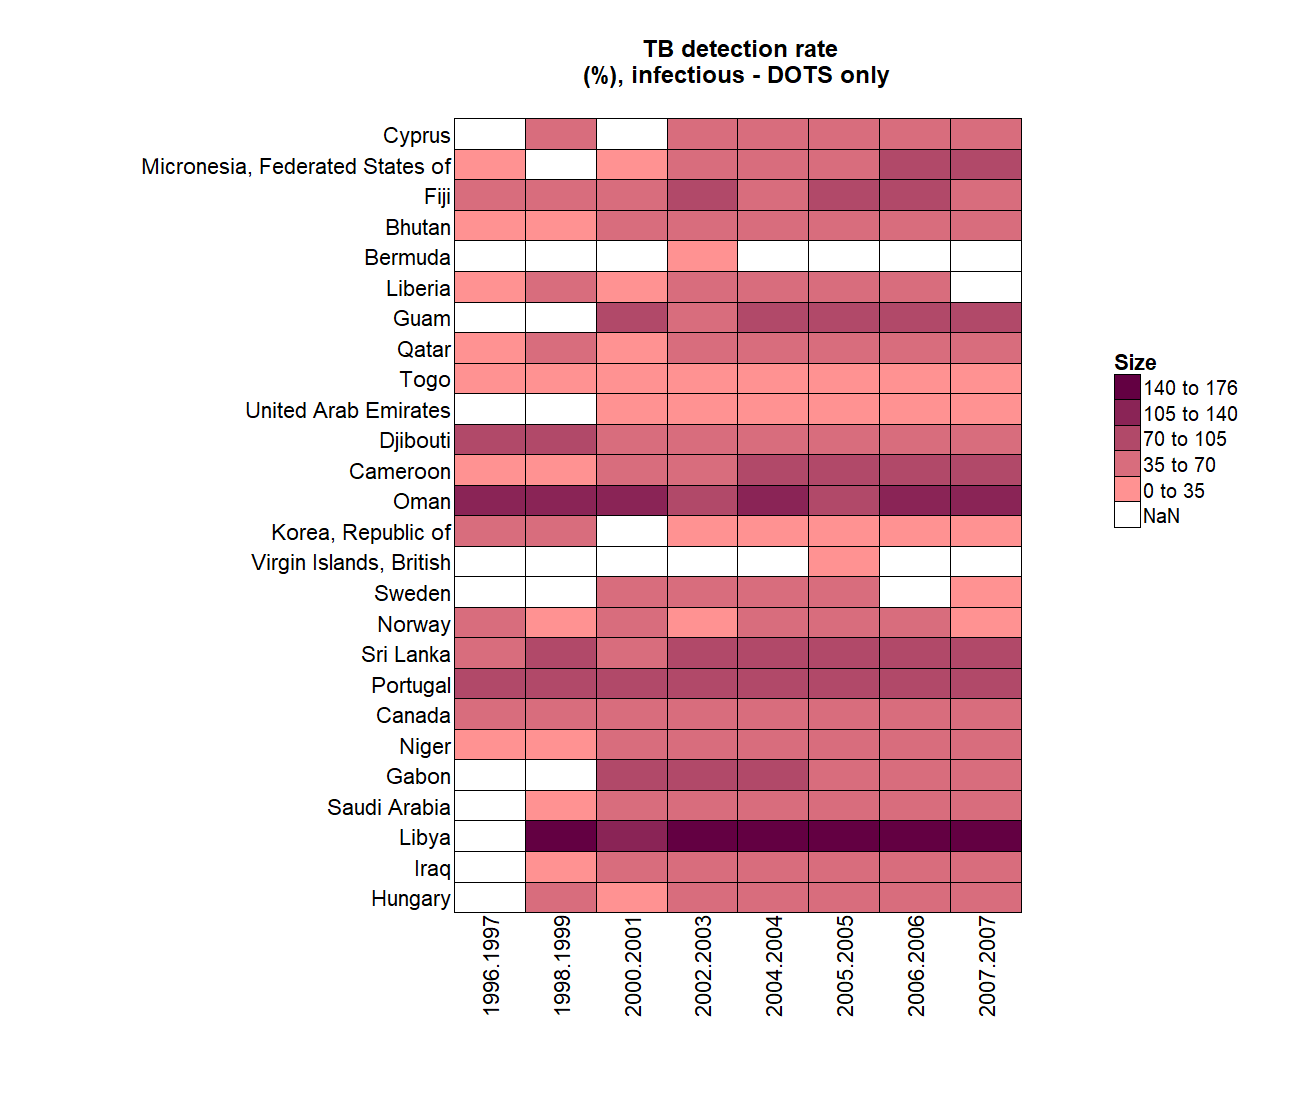 TB detection rate
(%), infectious - DOTS only
Cyprus
Micronesia, Federated States of
Fiji
Bhutan
Bermuda
Liberia
Guam
Qatar
Togo
United Arab Emirates
Djibouti
Cameroon
Oman
Korea, Republic of
Virgin Islands, British
Sweden
Norway
Sri Lanka
Portugal
Canada
Niger
Gabon
Saudi Arabia
Libya
Iraq
Hungary
1996.1997
1998.1999
2000.2001
2002.2003
2004.2004
2005.2005
2006.2006
2007.2007
Size
140 to 176
105 to 140
70 to 105
35 to 70
0 to 35
NaN